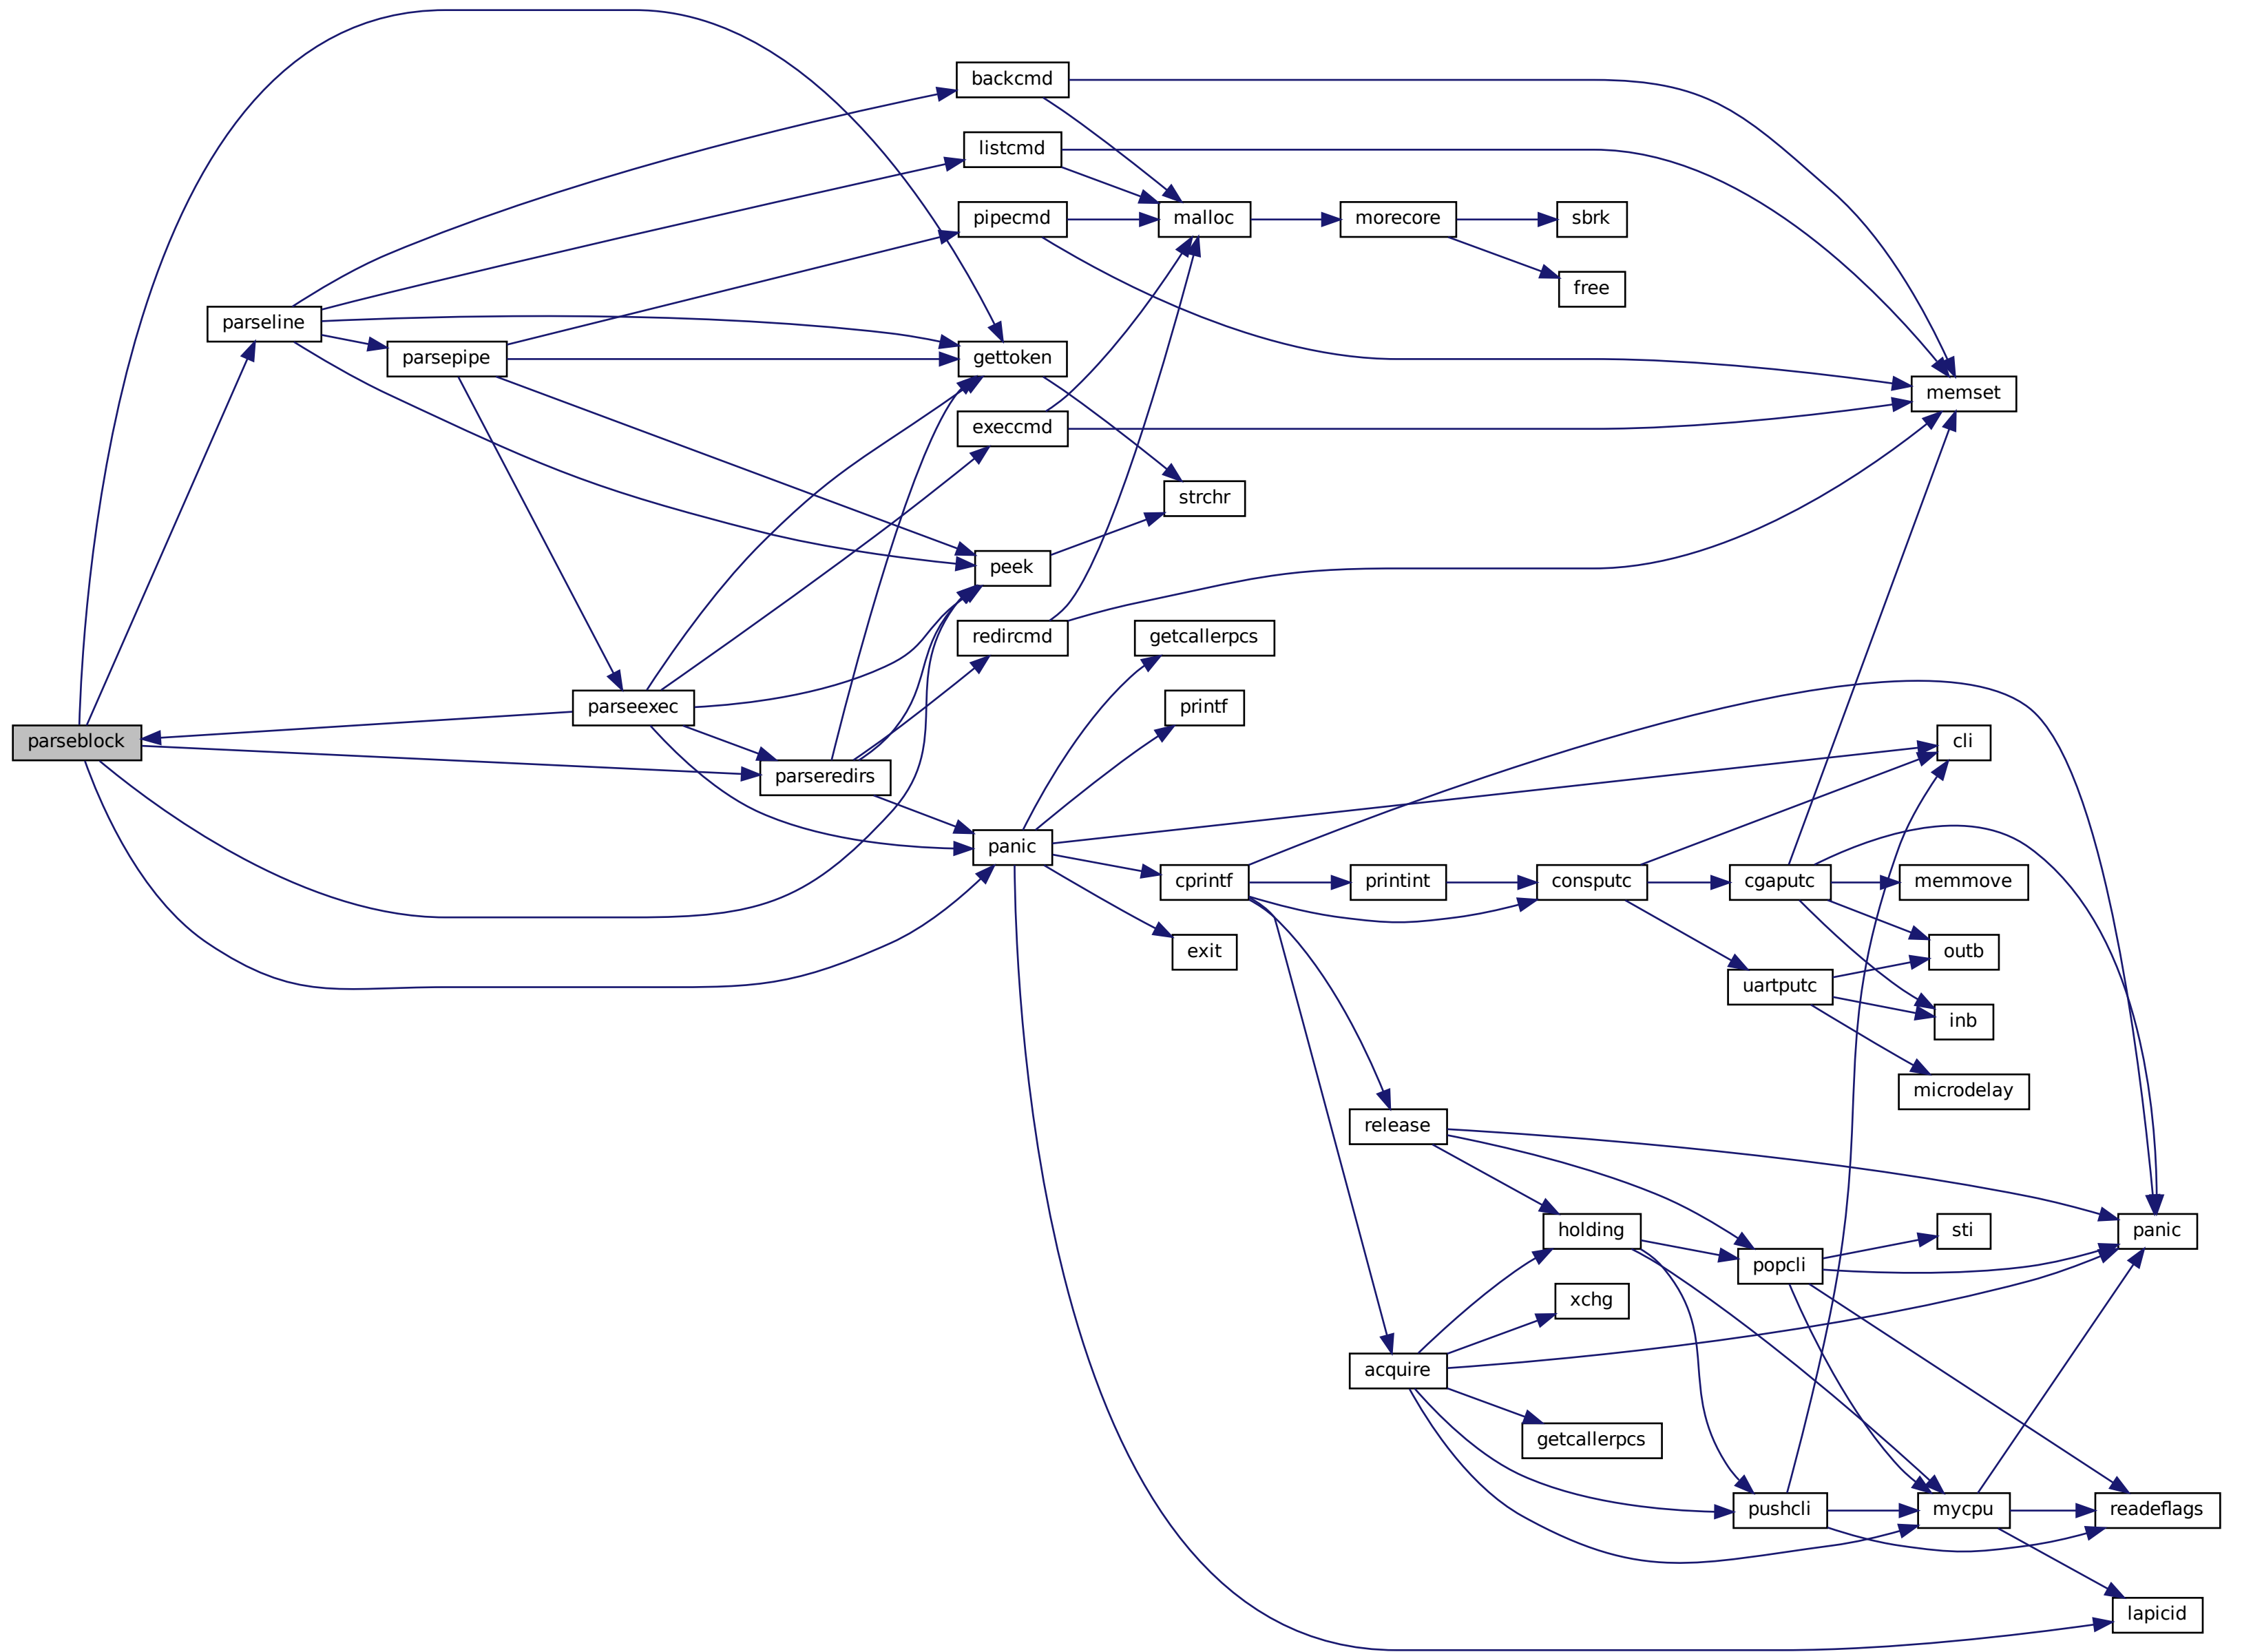 backcmd
listcmd
pipecmd
malloc
morecore
sbrk
free
parseline
parsepipe
gettoken
memset
execcmd
strchr
peek
redircmd
getcallerpcs
parseexec
printf
parseblock
cli
parseredirs
panic
cprintf
printint
consputc
cgaputc
memmove
exit
outb
uartputc
inb
microdelay
release
holding
sti
panic
popcli
xchg
acquire
getcallerpcs
pushcli
mycpu
readeflags
lapicid